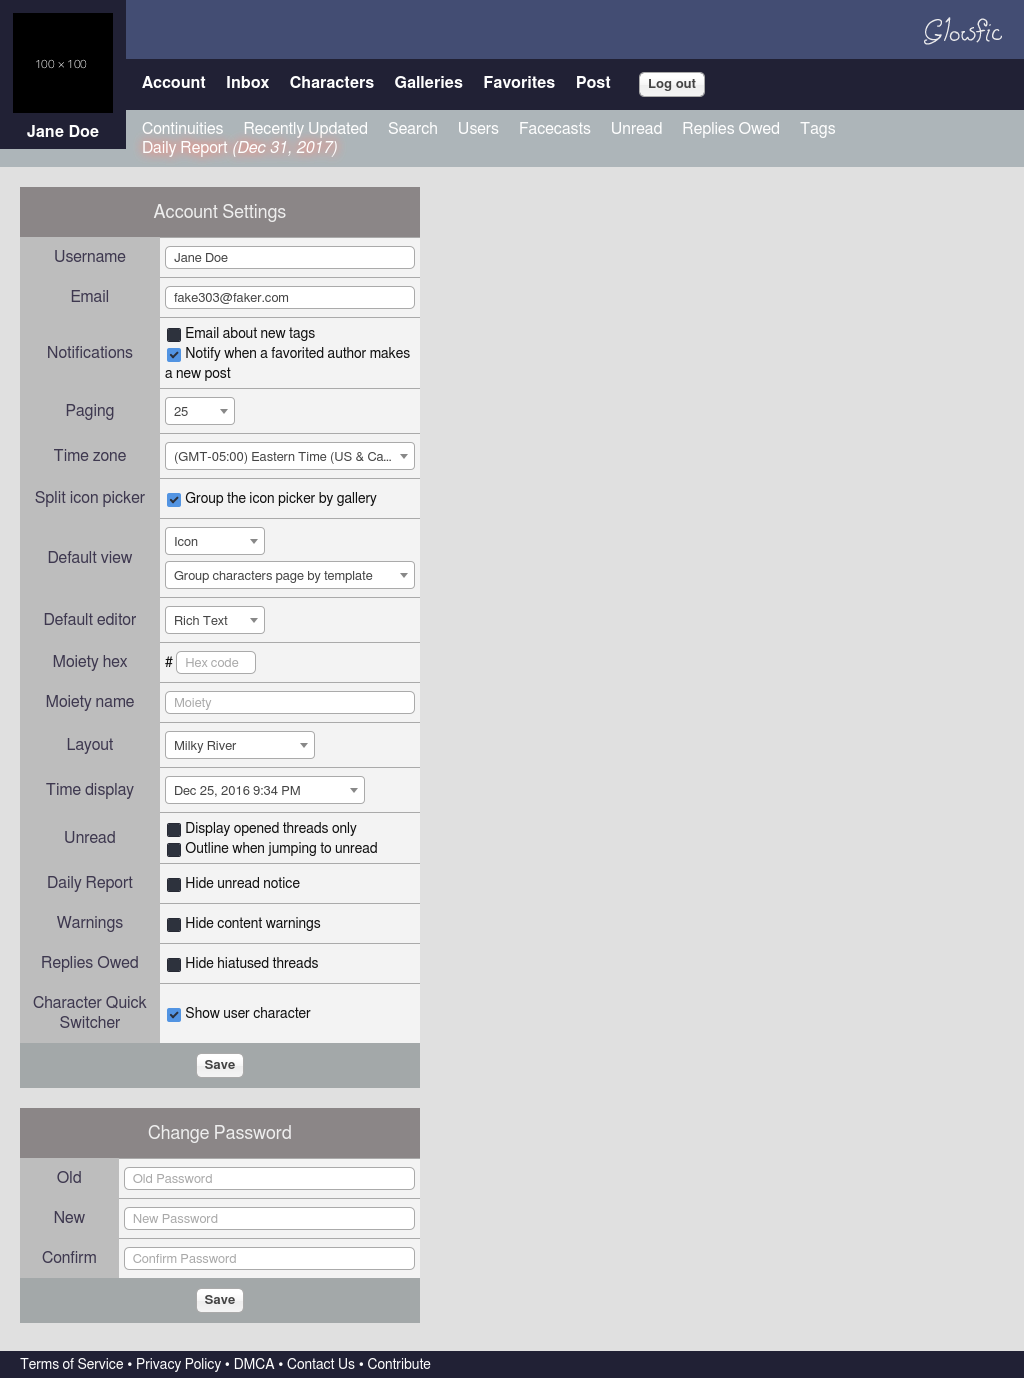 Glowfic
100 × 100
Jane Doe
Account Inbox Characters Galleries Favorites Post Log out
Continuities Recently Updated Search Users Facecasts Unread Replies Owed Tags
Daily Report (Dec 31, 2017)
Account Settings
Username Jane Doe
Email fake303@faker.com
Notifications
Email about new tags
Notify when a favorited author makes
a new post
Paging 25
Time zone (GMT-05:00) Eastern Time (US & Ca...
Split icon picker Group the icon picker by gallery
Default view
Icon
Group characters page by template
Default editor Rich Text
Moiety hex # Hex code
Moiety name Moiety
Layout Milky River
Time display Dec 25, 2016 9:34 PM
Unread
Display opened threads only
Outline when jumping to unread
Daily Report Hide unread notice
Warnings Hide content warnings
Replies Owed Hide hiatused threads
Character Quick
Switcher
Show user character
Save
Change Password
Old Old Password
New New Password
Confirm Confirm Password
Save
Terms of Service • Privacy Policy • DMCA • Contact Us • Contribute